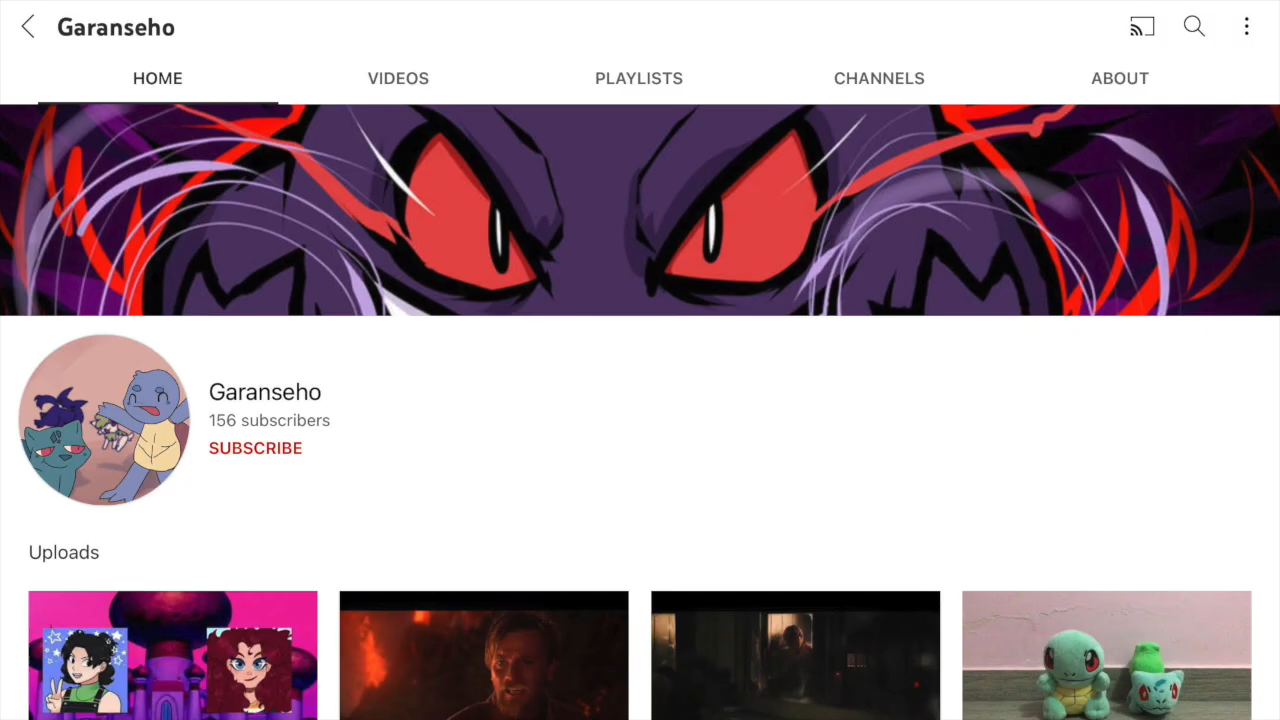 Garanseho
HOME VIDEOS PLAYLISTS CHANNELS ABOUT
Garanseho
156 subscribers
SUBSCRIBE
Uploads